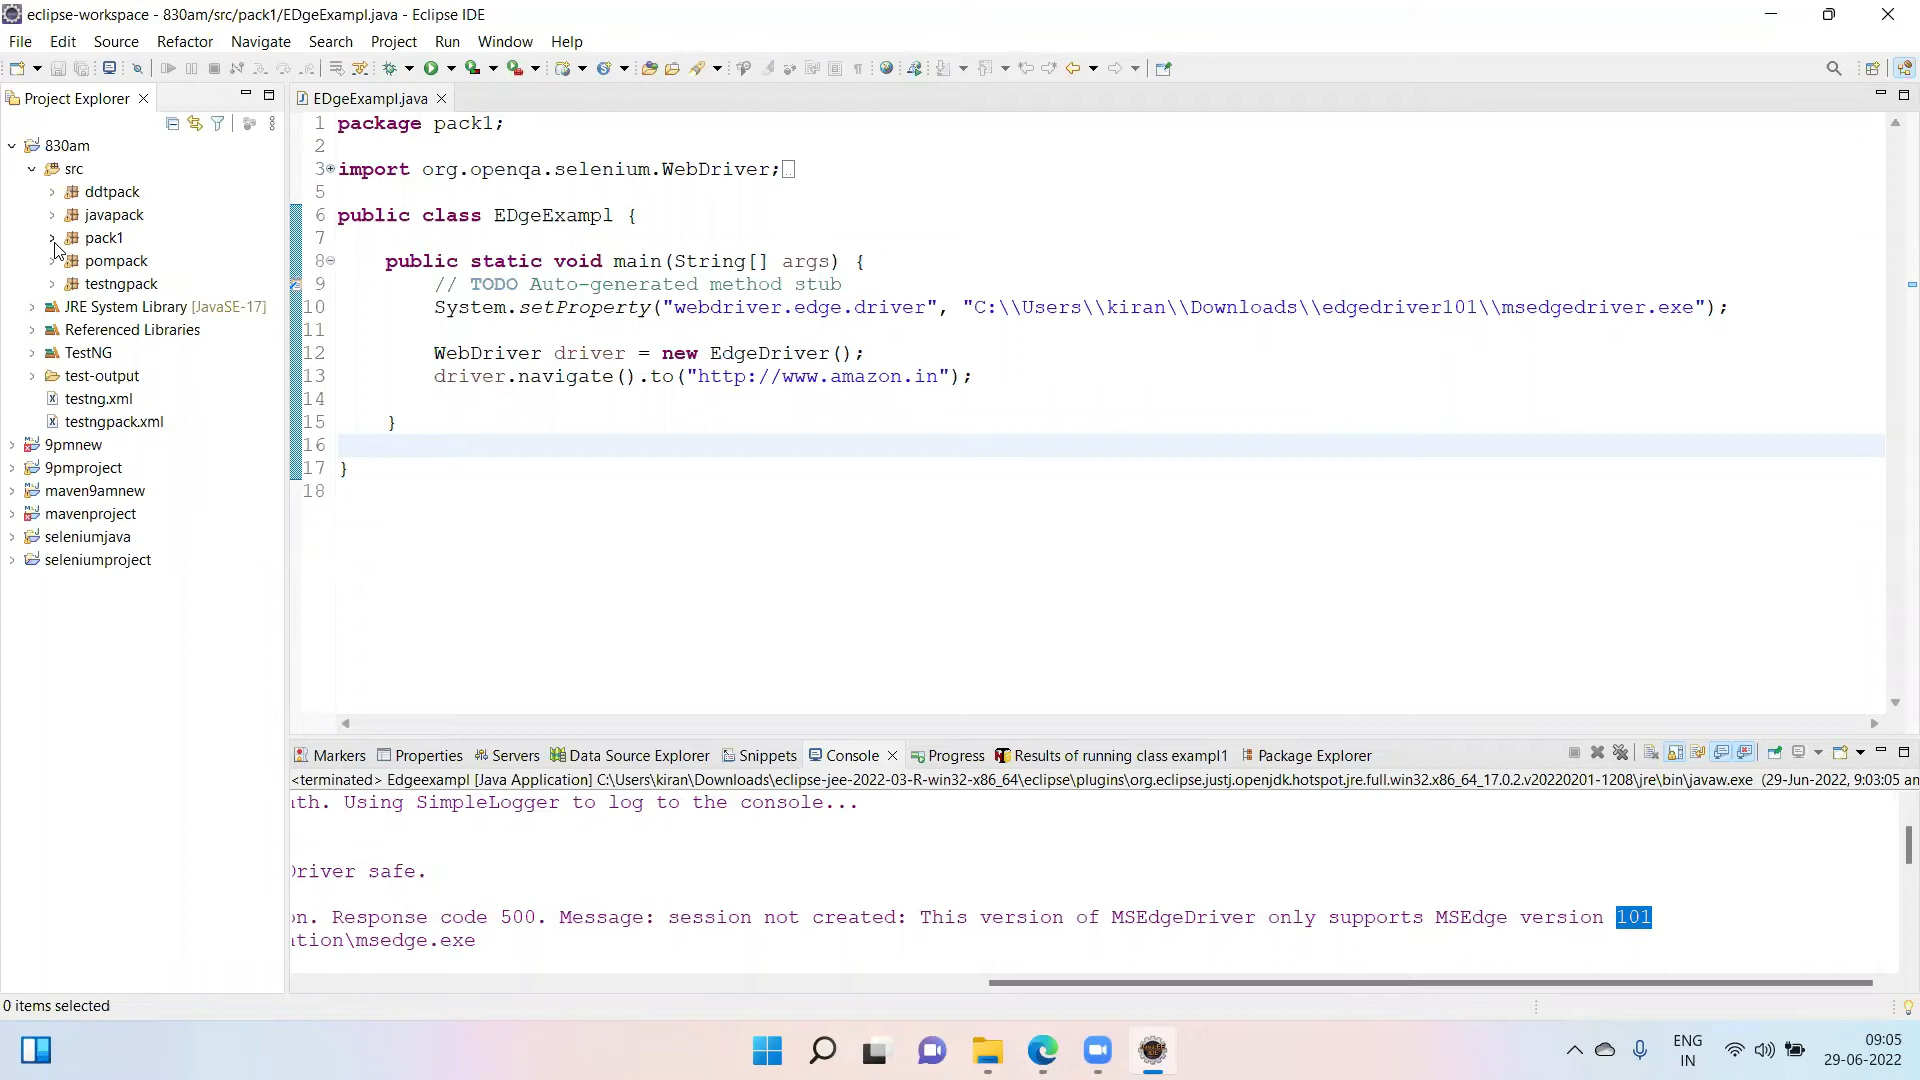 eclipse-workspace - 830am/src/pack1/EDgeExampl.java - Eclipse IDE
File Edit Source Refactor Navigate Search Project Run Window Help
Project Explorer
830am
src
ddtpack
javapack
pack1
pompack
testngpack
JRE System Library [JavaSE-17]
Referenced Libraries
TestNG
test-output
testng.xml
testngpack.xml
9pmnew
9pmproject
maven9amnew
mavenproject
seleniumjava
seleniumproject
EDgeExampl.java
1 package pack1;
2
3 import org.openqa.selenium.WebDriver;
5
6 public class EDgeExampl {
7
8 public static void main(String[] args) {
9 // TODO Auto-generated method stub
10 System.setProperty("webdriver.edge.driver", "C:\\Users\\kiran\\Downloads\\edgedriver101\\msedgedriver.exe");
11
12 WebDriver driver = new EdgeDriver();
13 driver.navigate().to("http://www.amazon.in");
14
15 }
16
17 }
18
Markers Properties Servers Data Source Explorer Snippets Console Progress Results of running class exampl1 Package Explorer
<terminated> Edgeexampl [Java Application] C:\Users\kiran\Downloads\eclipse-jee-2022-03-R-win32-x86_64\eclipse\plugins\org.eclipse.justj.openjdk.hotspot.jre.full.win32.x86_64_17.0.2.v20220201-1208\jre\bin\javaw.exe (29-Jun-2022, 9:03:05 am
ath. Using SimpleLogger to log to the console...
Driver safe.
on. Response code 500. Message: session not created: This version of MSEdgeDriver only supports MSEdge version 101
ation\msedge.exe
0 items selected
ENG
IN
09:05
29-06-2022